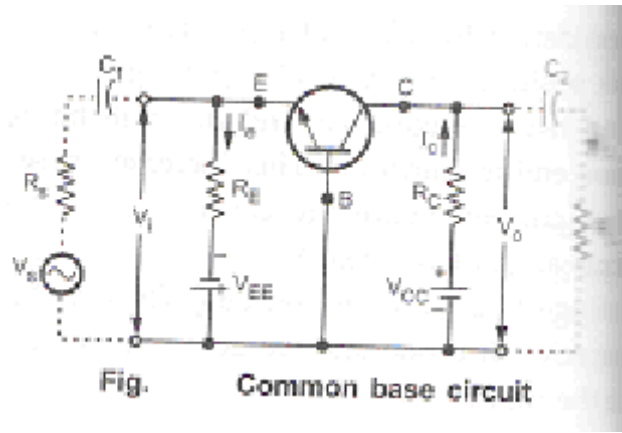 C1
C2
E
C
Ie
Ic
Rs
RE
B
RC
Vi
Vo
Vs
VEE
VCC
Fig. Common base circuit